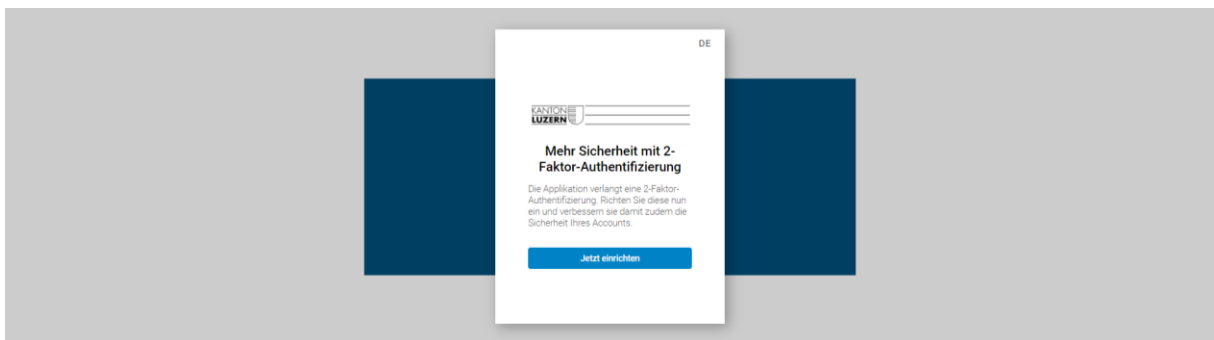 DE
KANTON
LUZERN
Mehr Sicherheit mit 2-
Faktor-Authentifizierung
Die Applikation verlangt eine 2-Faktor-
Authentifizierung. Richten Sie diese nun
ein und verbessern sie damit zudem die
Sicherheit Ihres Accounts.
Jetzt einrichten